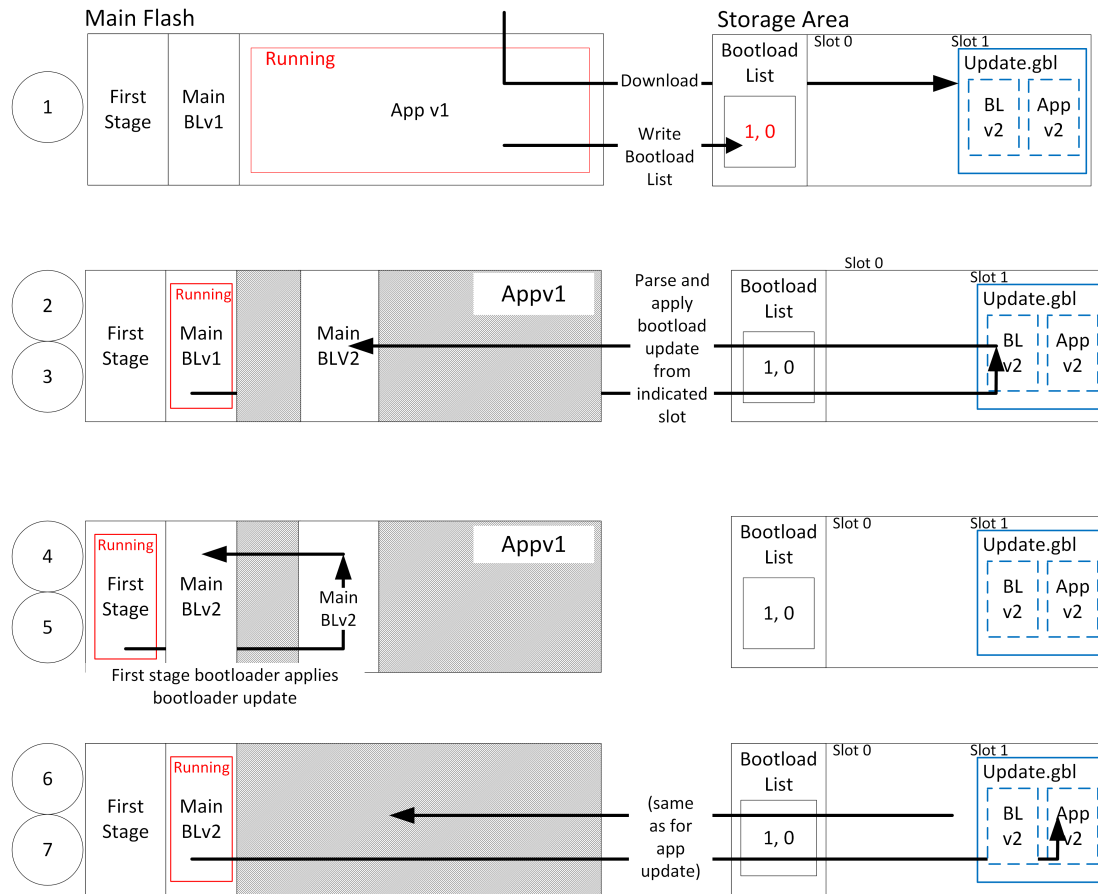 Main Flash
Storage Area
1
First
Stage
Main
BLv1
Running
App v1
Download
Write
Bootload
List
Bootload
List
1, 0
Slot 0
Slot 1
Update.gbl
BL
v2
App
v2
2
3
First
Stage
Running
Main
BLv1
Main
BLV2
Appv1
Parse and
apply
bootload
update
from
indicated
slot
Bootload
List
1, 0
Slot 0
Slot 1
Update.gbl
BL
v2
App
v2
4
5
Running
First
Stage
Main
BLv2
Main
BLv2
Appv1
First stage bootloader applies
bootloader update
Bootload
List
1, 0
Slot 0
Slot 1
Update.gbl
BL
v2
App
v2
6
7
First
Stage
Running
Main
BLv2
(same
as for
app
update)
Bootload
List
1, 0
Slot 0
Slot 1
Update.gbl
BL
v2
App
v2